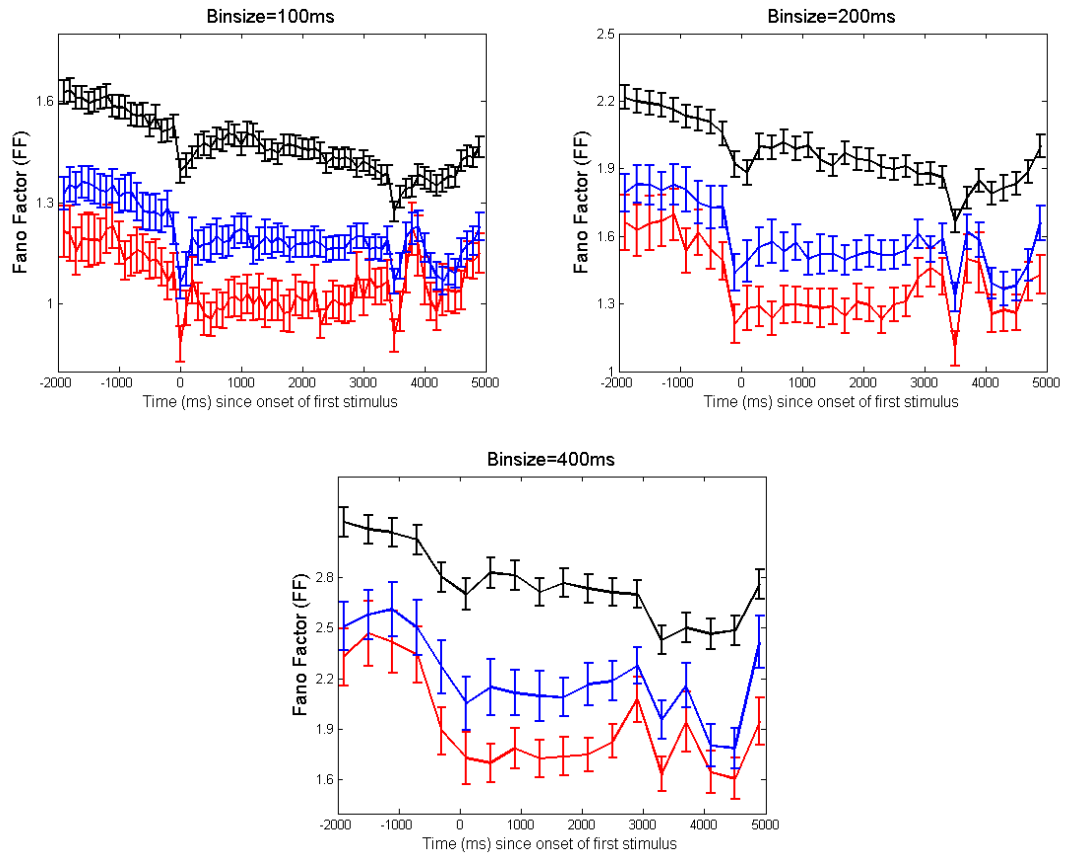 Binsize=100ms
Fano Factor (FF)
1.6
1.3
1
-2000 -1000 0 1000 2000 3000 4000 5000
Time (ms) since onset of first stimulus
Binsize=200ms
Fano Factor (FF)
2.5
2.2
1.9
1.6
1.3
1
-2000 -1000 0 1000 2000 3000 4000 5000
Time (ms) since onset of first stimulus
Binsize=400ms
Fano Factor (FF)
2.8
2.5
2.2
1.9
1.6
-2000 -1000 0 1000 2000 3000 4000 5000
Time (ms) since onset of first stimulus